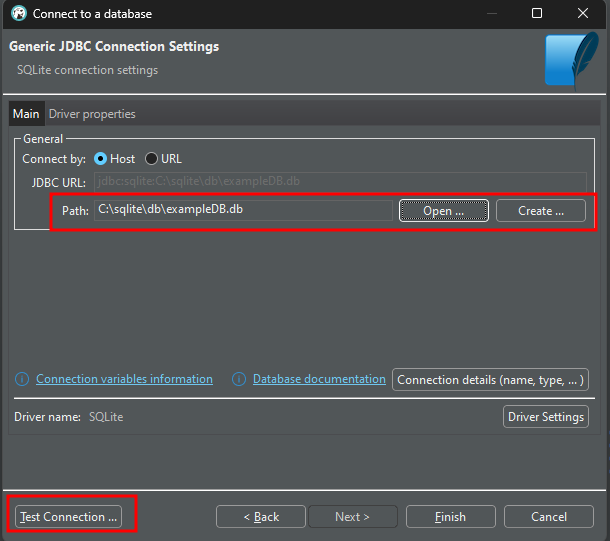 Connect to a database
Generic JDBC Connection Settings
SQLite connection settings
Main Driver properties
General
Connect by: Host URL
JDBC URL: jdbc:sqlite:C:\sqlite\db\exampleDB.db
Path: C:\sqlite\db\exampleDB.db Open ... Create ...
Connection variables information Database documentation Connection details (name, type, ... )
Driver name: SQLite Driver Settings
Test Connection ... < Back Next > Finish Cancel